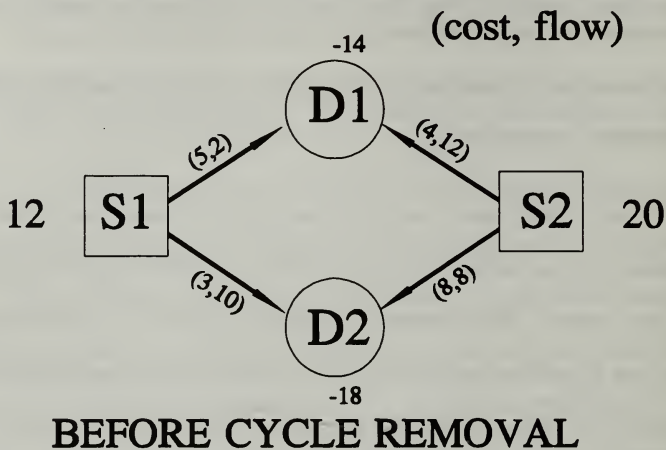 (cost, flow)
-14
D1
(5,2)
(4,12)
12
S1
S2
20
(3,10)
(8,8)
D2
-18
BEFORE CYCLE REMOVAL